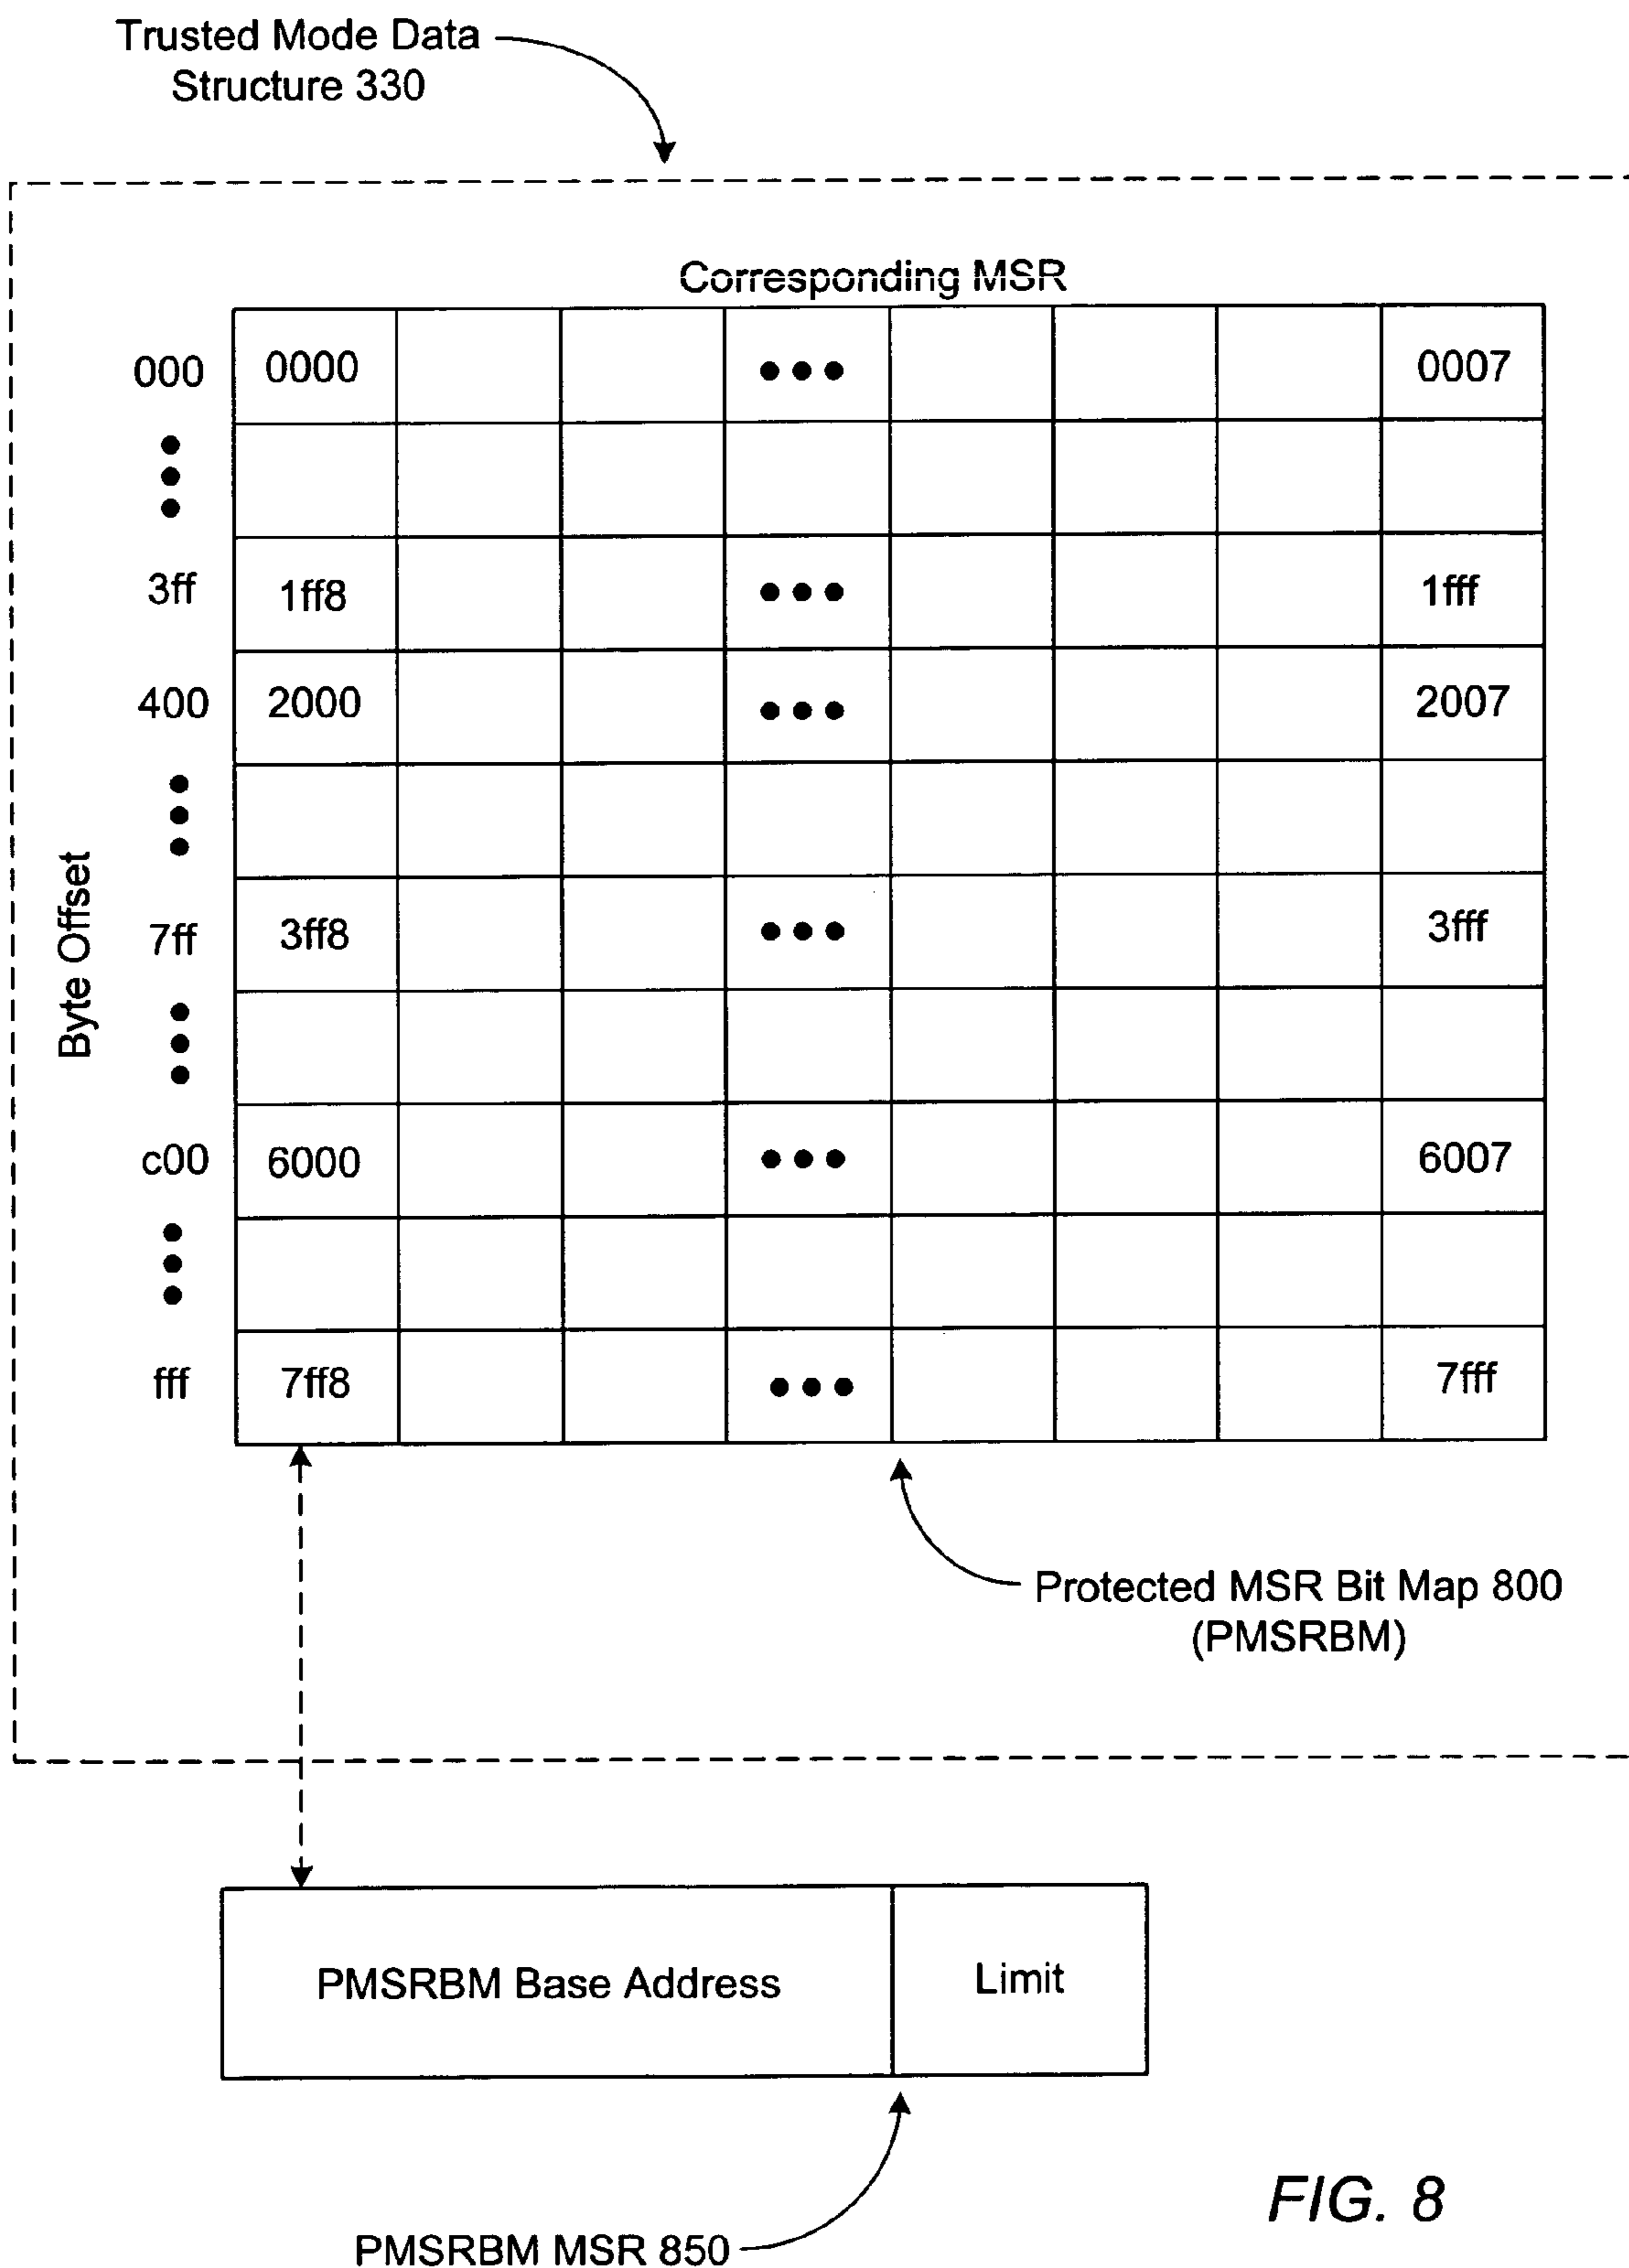 Trusted Mode Data
Structure 330
Corresponding MSR
Byte Offset
000 0000 0007
3ff 1ff8 1fff
400 2000 2007
7ff 3ff8 3fff
c00 6000 6007
fff 7ff8 7fff
Protected MSR Bit Map 800
(PMSRBM)
PMSRBM Base Address Limit
PMSRBM MSR 850
FIG. 8